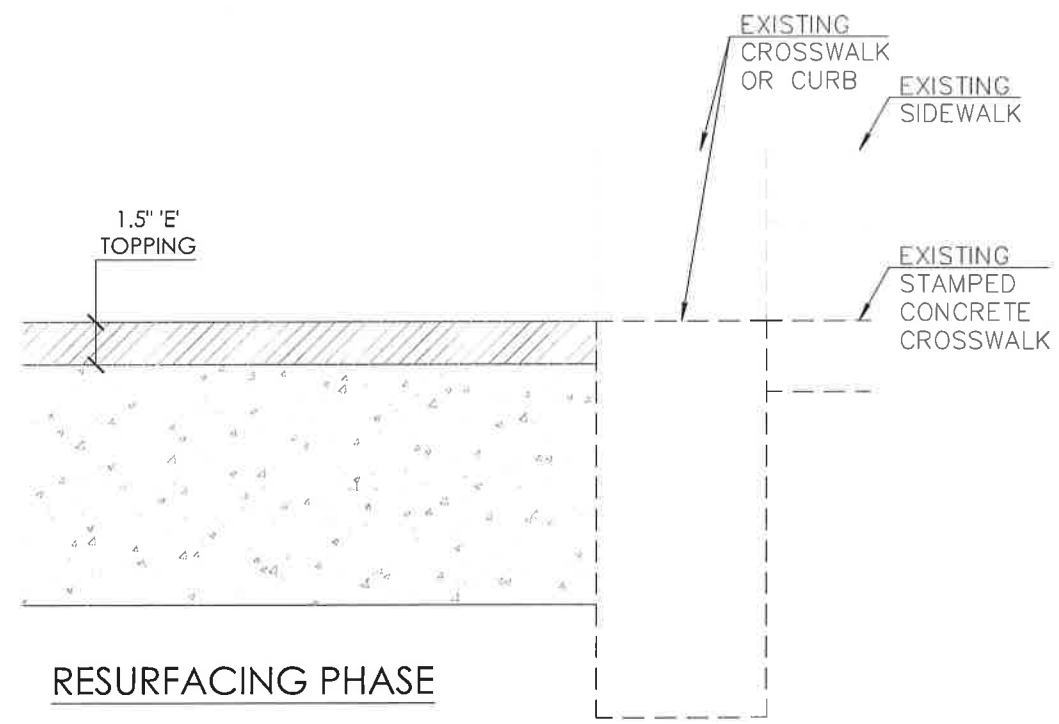 EXISTING
CROSSWALK
OR CURB
EXISTING
SIDEWALK
1.5" 'E'
TOPPING
EXISTING
STAMPED
CONCRETE
CROSSWALK
RESURFACING PHASE